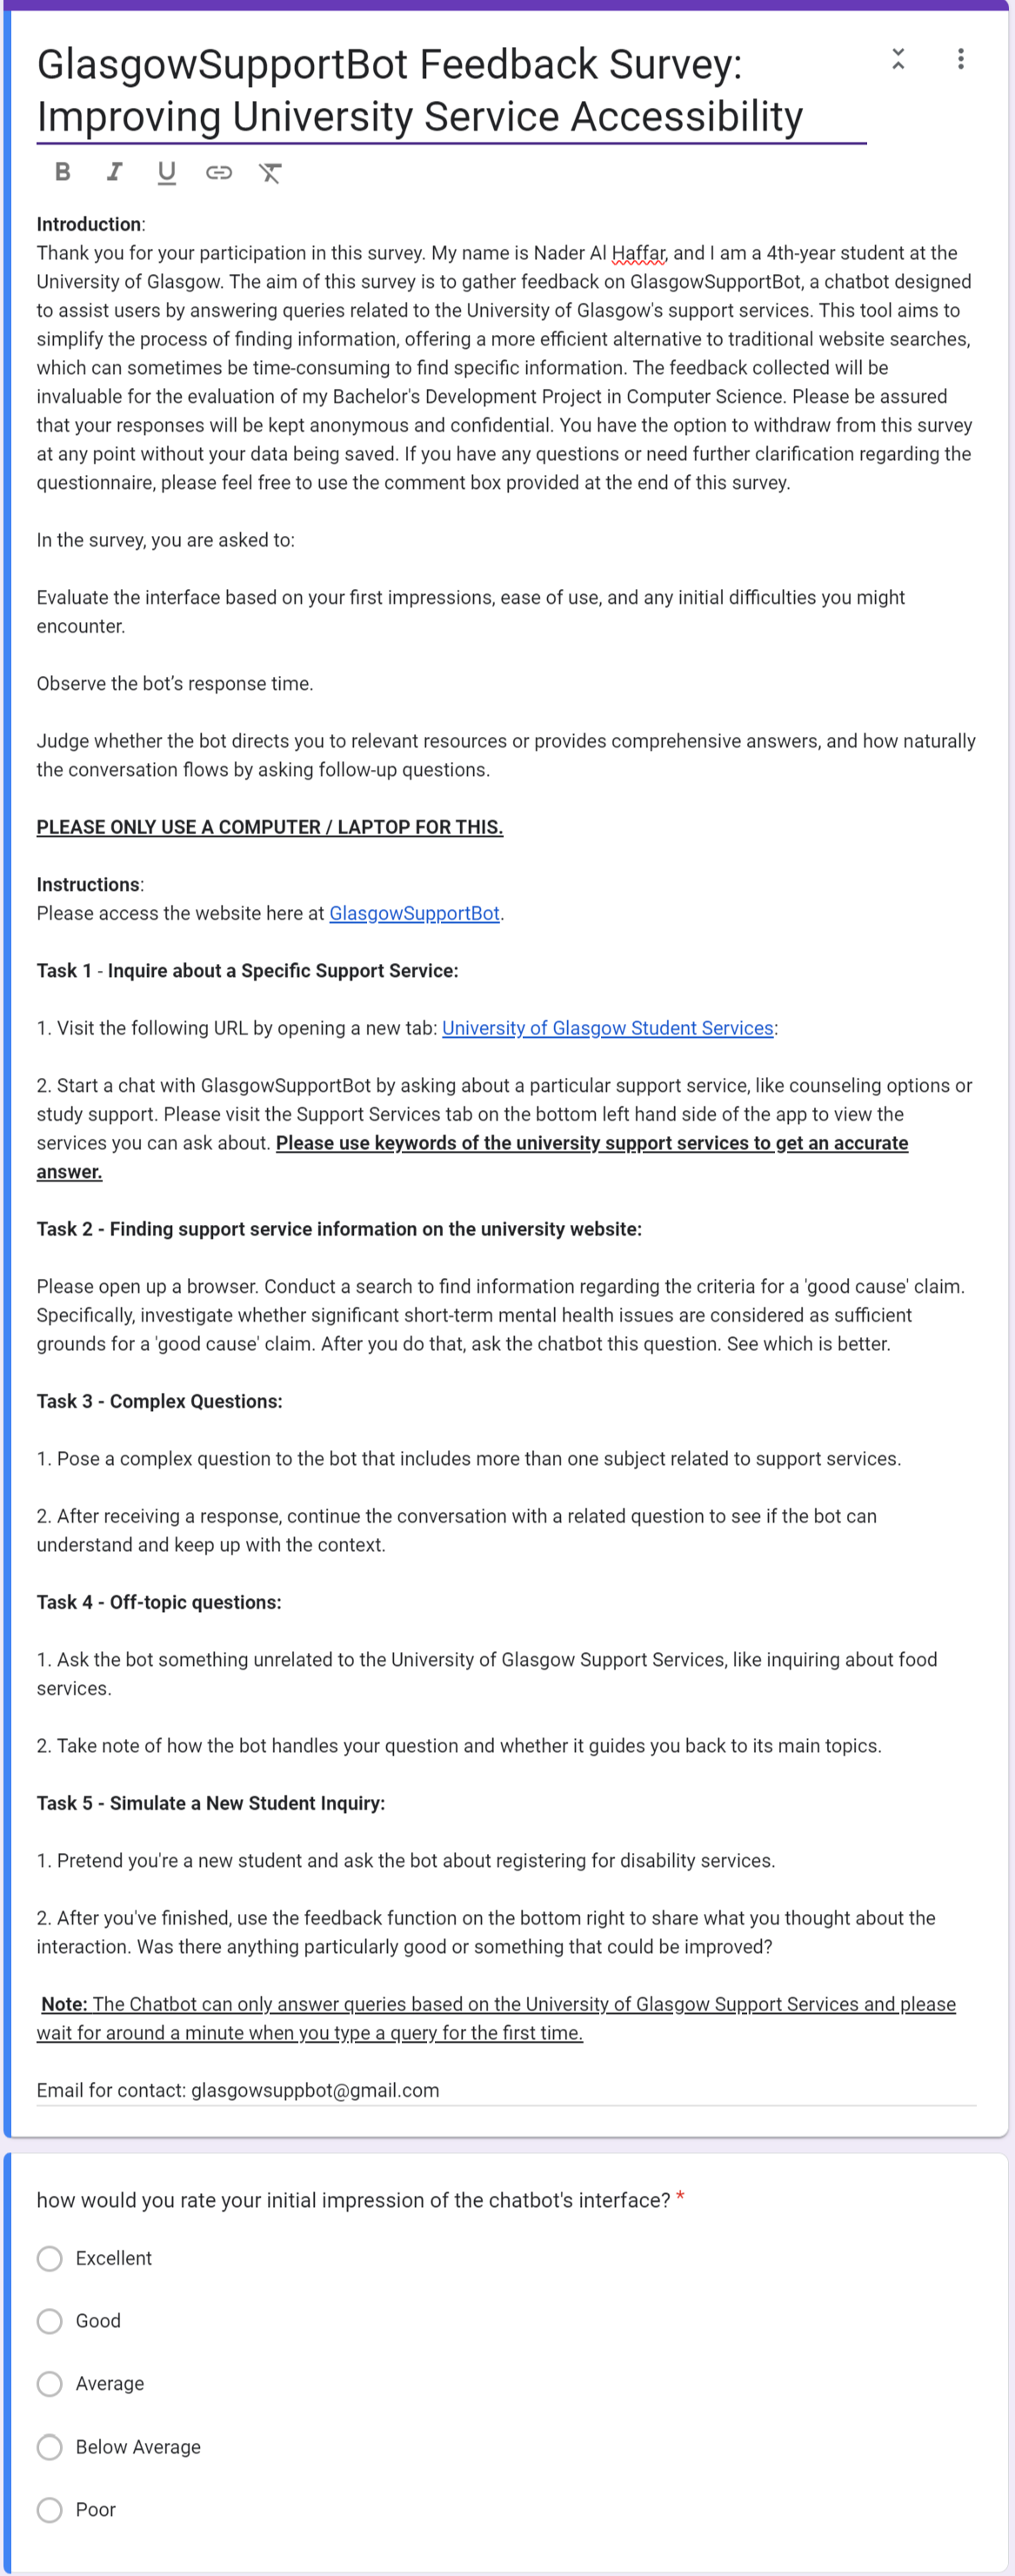 GlasgowSupportBot Feedback Survey:
Improving University Service Accessibility
B I U
Introduction:
Thank you for your participation in this survey. My name is Nader Al Haffar, and I am a 4th-year student at the
University of Glasgow. The aim of this survey is to gather feedback on GlasgowSupportBot, a chatbot designed
to assist users by answering queries related to the University of Glasgow's support services. This tool aims to
simplify the process of finding information, offering a more efficient alternative to traditional website searches,
which can sometimes be time-consuming to find specific information. The feedback collected will be
invaluable for the evaluation of my Bachelor's Development Project in Computer Science. Please be assured
that your responses will be kept anonymous and confidential. You have the option to withdraw from this survey
at any point without your data being saved. If you have any questions or need further clarification regarding the
questionnaire, please feel free to use the comment box provided at the end of this survey.
In the survey, you are asked to:
Evaluate the interface based on your first impressions, ease of use, and any initial difficulties you might
encounter.
Observe the bot’s response time.
Judge whether the bot directs you to relevant resources or provides comprehensive answers, and how naturally
the conversation flows by asking follow-up questions.
PLEASE ONLY USE A COMPUTER / LAPTOP FOR THIS.
Instructions:
Please access the website here at GlasgowSupportBot.
Task 1 - Inquire about a Specific Support Service:
1. Visit the following URL by opening a new tab: University of Glasgow Student Services:
2. Start a chat with GlasgowSupportBot by asking about a particular support service, like counseling options or
study support. Please visit the Support Services tab on the bottom left hand side of the app to view the
services you can ask about. Please use keywords of the university support services to get an accurate
answer.
Task 2 - Finding support service information on the university website:
Please open up a browser. Conduct a search to find information regarding the criteria for a 'good cause' claim.
Specifically, investigate whether significant short-term mental health issues are considered as sufficient
grounds for a 'good cause' claim. After you do that, ask the chatbot this question. See which is better.
Task 3 - Complex Questions:
1. Pose a complex question to the bot that includes more than one subject related to support services.
2. After receiving a response, continue the conversation with a related question to see if the bot can
understand and keep up with the context.
Task 4 - Off-topic questions:
1. Ask the bot something unrelated to the University of Glasgow Support Services, like inquiring about food
services.
2. Take note of how the bot handles your question and whether it guides you back to its main topics.
Task 5 - Simulate a New Student Inquiry:
1. Pretend you're a new student and ask the bot about registering for disability services.
2. After you've finished, use the feedback function on the bottom right to share what you thought about the
interaction. Was there anything particularly good or something that could be improved?
Note: The Chatbot can only answer queries based on the University of Glasgow Support Services and please
wait for around a minute when you type a query for the first time.
Email for contact: glasgowsuppbot@gmail.com
how would you rate your initial impression of the chatbot's interface? *
Excellent
Good
Average
Below Average
Poor